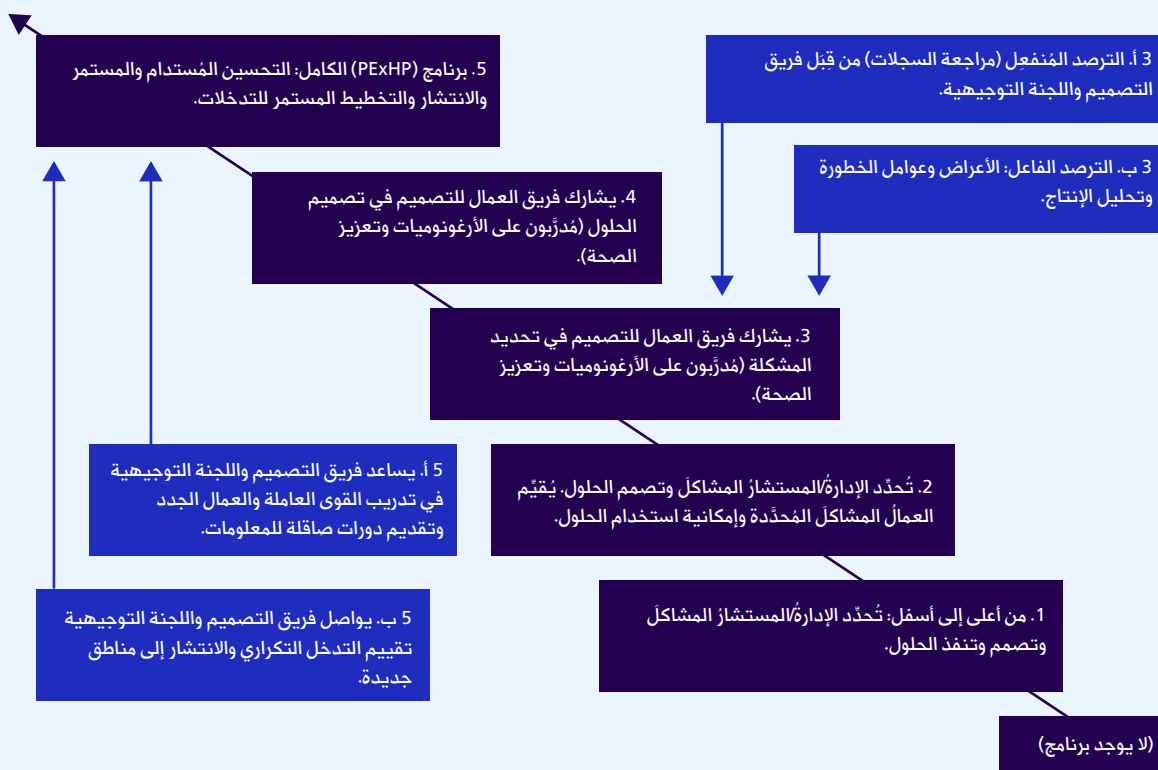 3 أ. الترصد المُنفعِل (مراجعة السجلات) من قِبَل فريق
التصميم واللجنة التوجيهية.
5. برنامج (PExHP) الكامل: التحسين المُستدام والمستمر
والانتشار والتخطيط المستمر للتدخلات.
3 ب. الترصد الفاعل: الأعراض وعوامل الخطورة
وتحليل الإنتاج.
4. يشارك فريق العمال للتصميم في تصميم
الحلول (مُدرَّبون على الأرغونوميات وتعزيز
الصحة).
3. يشارك فريق العمال للتصميم في تحديد
المشكلة (مُدرَّبون على الأرغونوميات وتعزيز
الصحة).
5 أ. يساعد فريق التصميم واللجنة التوجيهية
في تدريب القوى العاملة والعمال الجدد
وتقديم دورات صاقلة للمعلومات.
2. تُحدِّد الإدارةُ/المستشارُ المشاكلَ وتصمم الحلول. يُقيِّم
العمالُ المشاكلَ المُحدَّدة وإمكانية استخدام الحلول.
1. من أعلى إلى أسفل: تُحدِّد الإدارةُ/المستشارُ المشاكلَ
وتصمم وتنفذ الحلول.
5 ب. يواصل فريق التصميم واللجنة التوجيهية
تقييم التدخل التكراري والانتشار إلى مناطق
جديدة.
(لا يوجد برنامج)